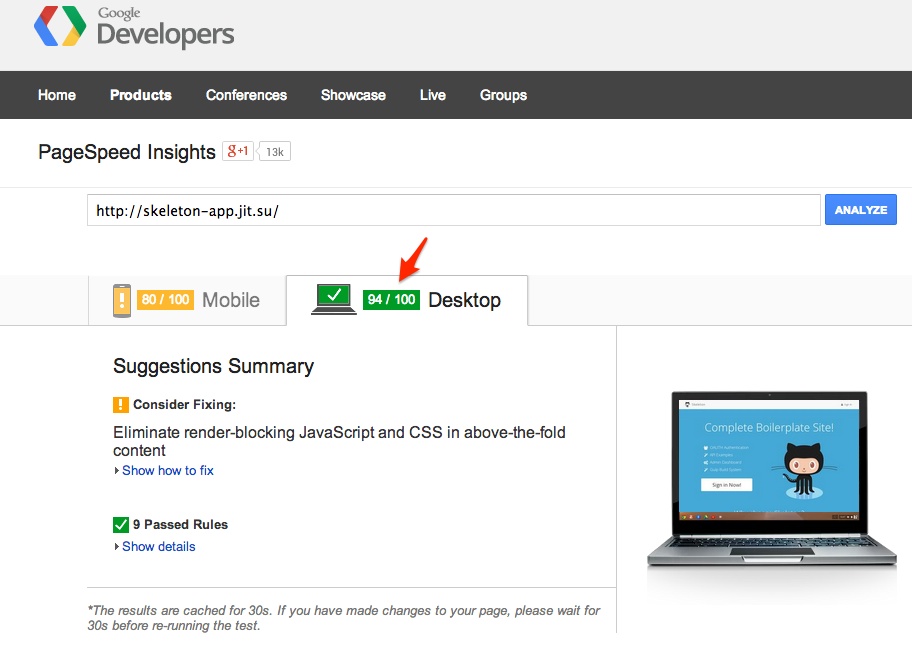 Google
Developers
Home Products Conferences Showcase Live Groups
PageSpeed Insights g+1 13k
http://skeleton-app.jit.su/ ANALYZE
80 / 100 Mobile 94 / 100 Desktop
Suggestions Summary
Consider Fixing:
Eliminate render-blocking JavaScript and CSS in above-the-fold
content
Show how to fix
9 Passed Rules
Show details
*The results are cached for 30s. If you have made changes to your page, please wait for
30s before re-running the test.
Complete Boilerplate Site!
Sign in Now!